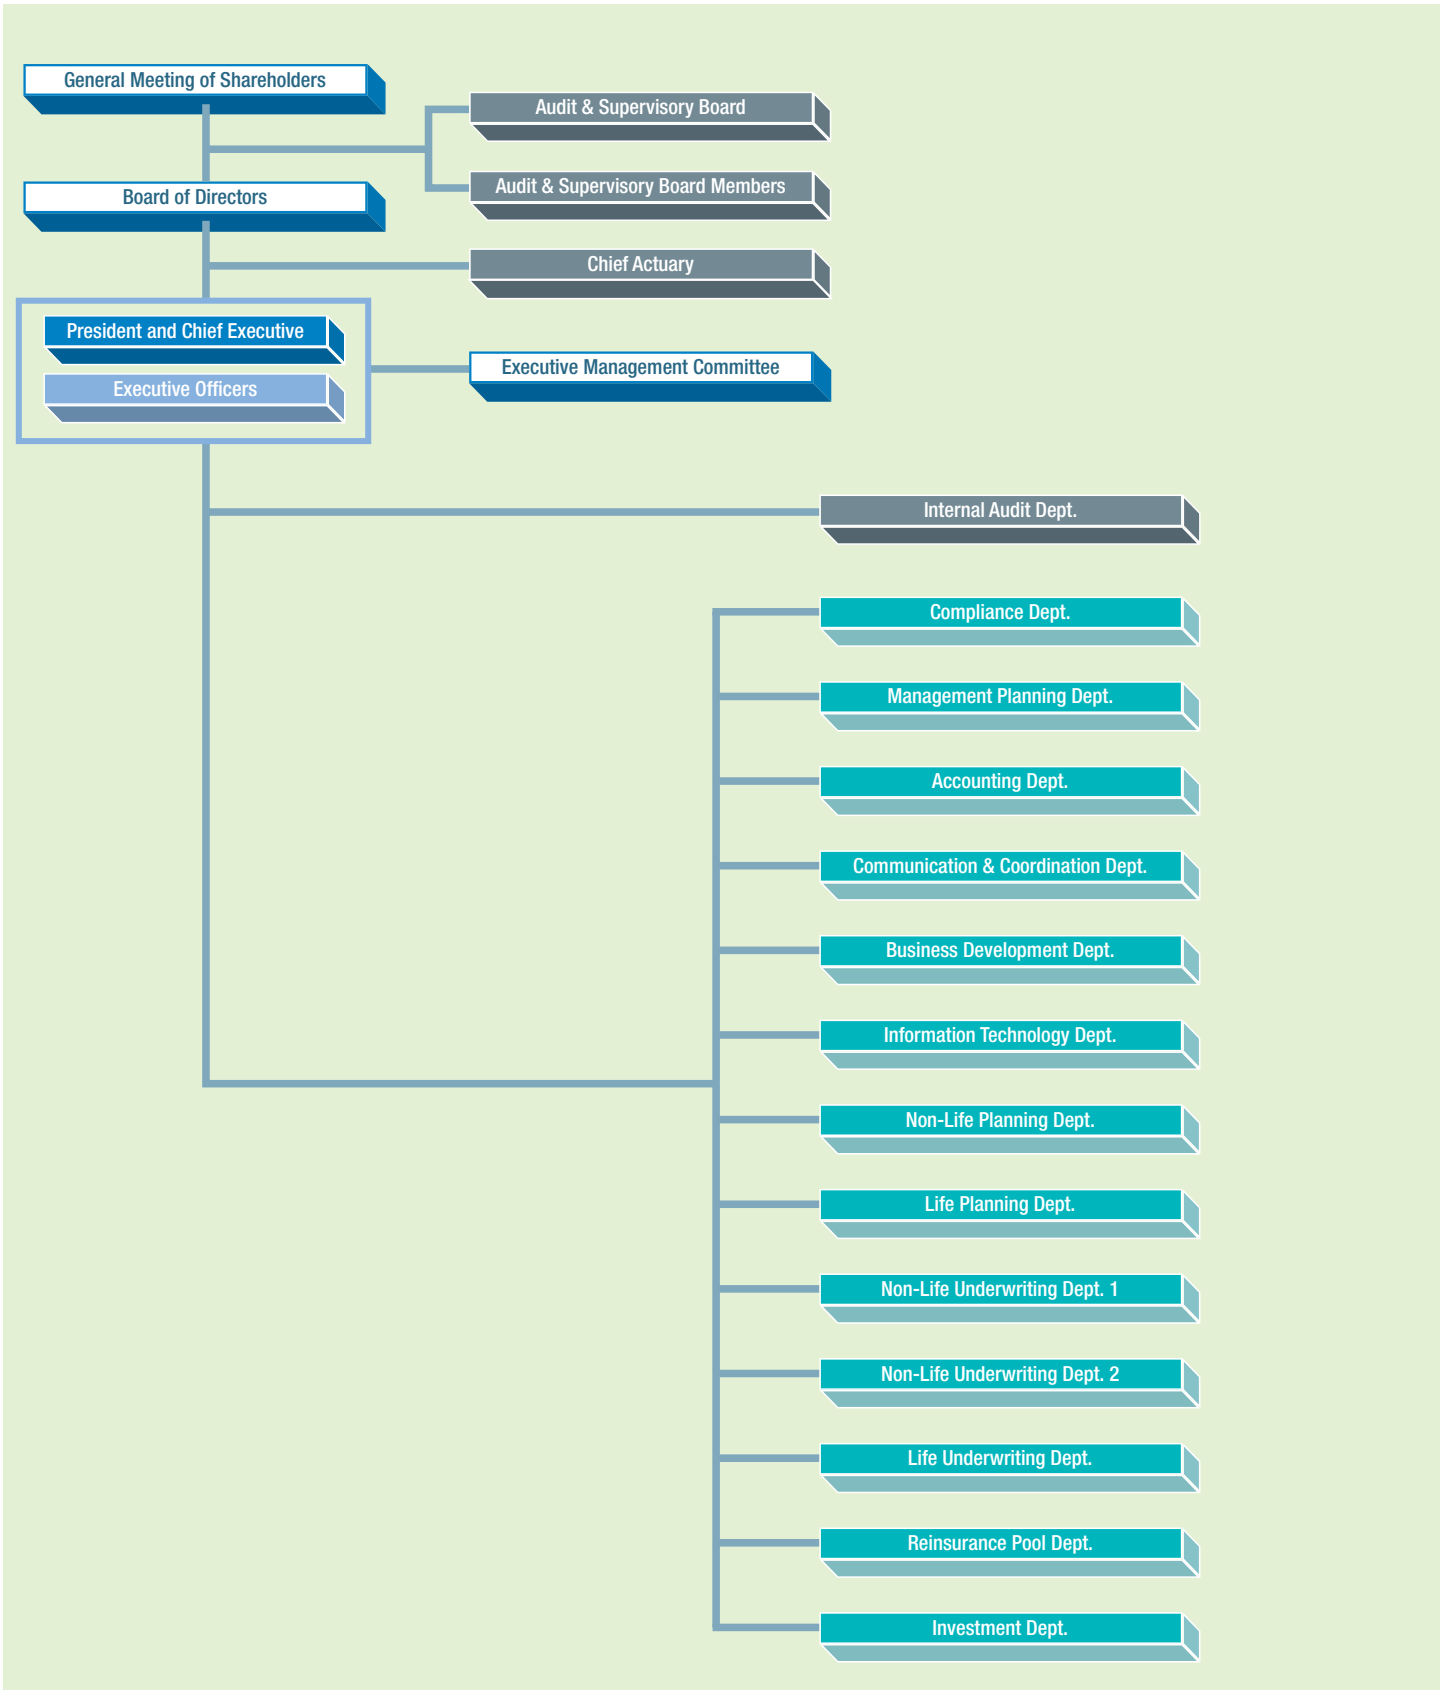 General Meeting of Shareholders
Audit & Supervisory Board
Audit & Supervisory Board Members
Board of Directors
Chief Actuary
President and Chief Executive
Executive Officers
Executive Management Committee
Internal Audit Dept.
Compliance Dept.
Management Planning Dept.
Accounting Dept.
Communication & Coordination Dept.
Business Development Dept.
Information Technology Dept.
Non-Life Planning Dept.
Life Planning Dept.
Non-Life Underwriting Dept. 1
Non-Life Underwriting Dept. 2
Life Underwriting Dept.
Reinsurance Pool Dept.
Investment Dept.